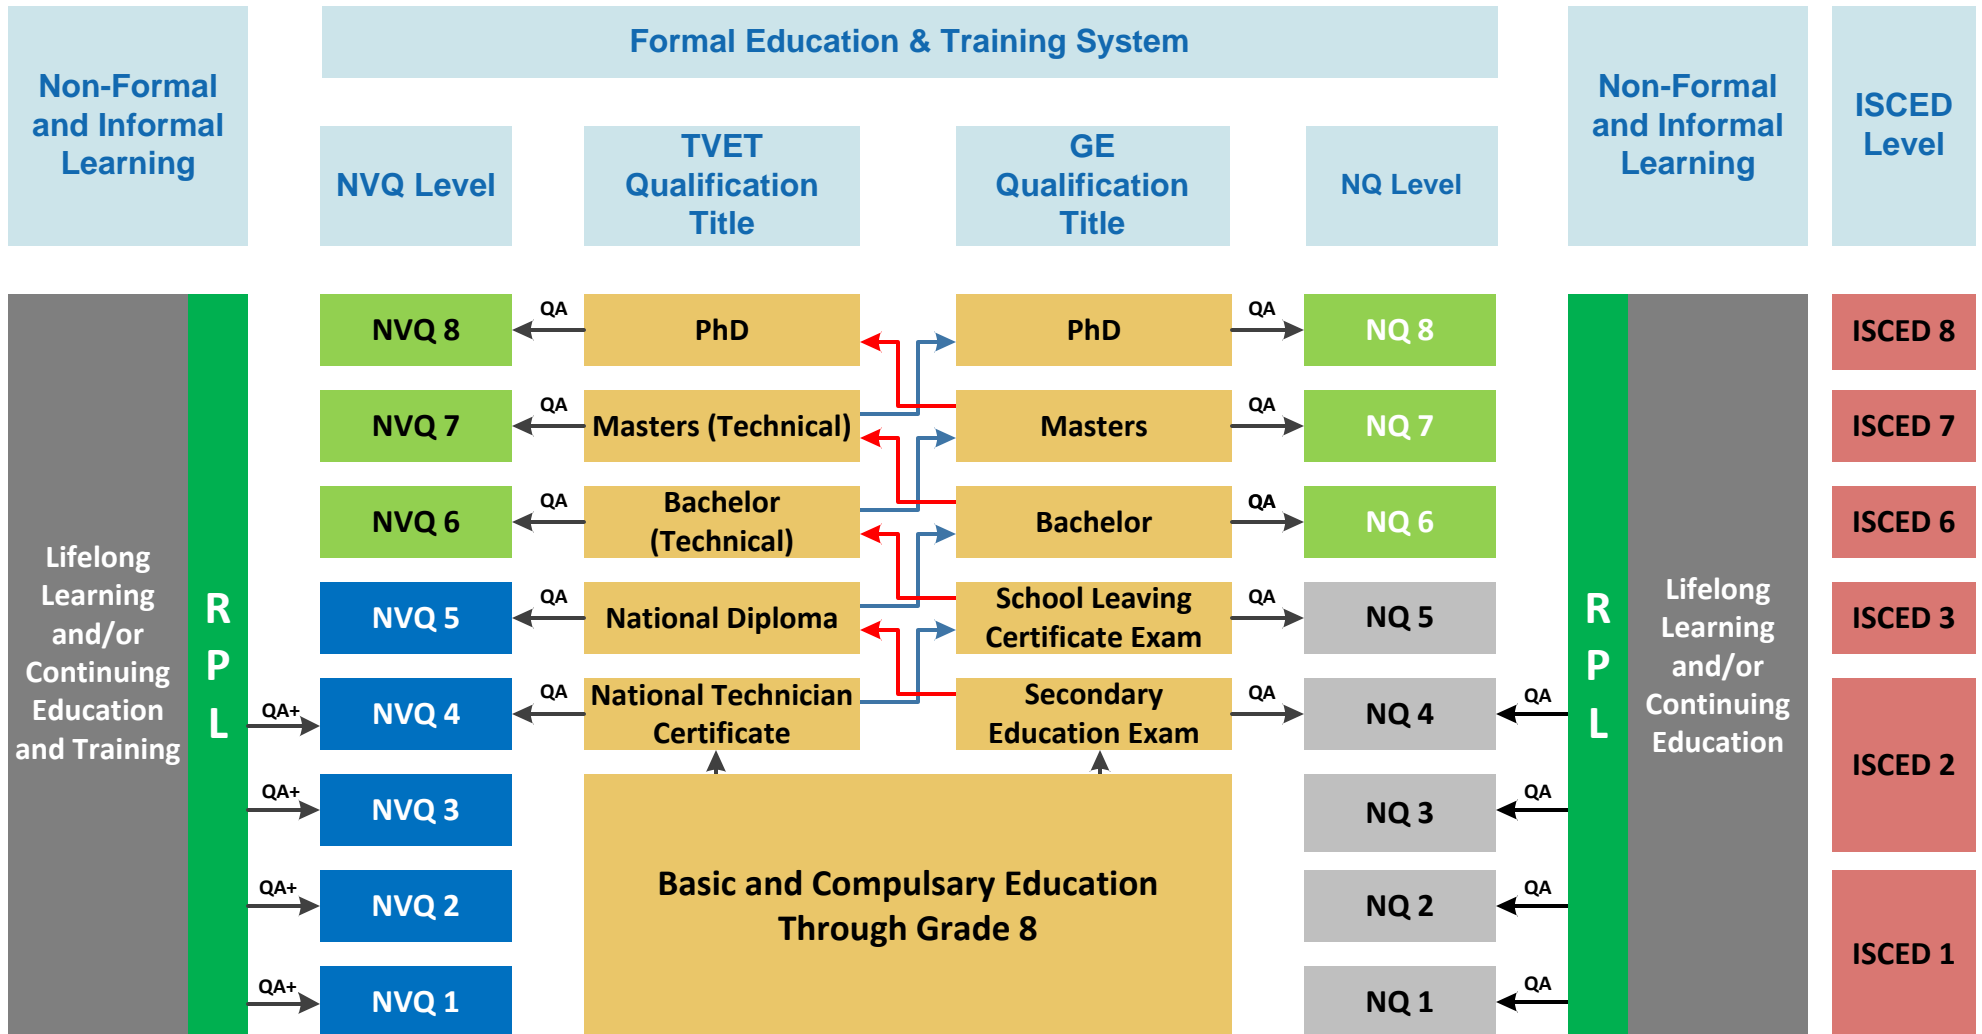 Non-Formal
and Informal
Learning
Formal Education & Training System
Non-Formal
and Informal
Learning
ISCED
Level
NVQ Level
TVET
Qualification
Title
GE
Qualification
Title
NQ Level
NVQ 8
QA
PhD
PhD
QA
NQ 8
ISCED 8
NVQ 7
QA
Masters (Technical)
Masters
QA
NQ 7
ISCED 7
NVQ 6
QA
Bachelor
(Technical)
Bachelor
QA
NQ 6
ISCED 6
NVQ 5
QA
National Diploma
School Leaving
Certificate Exam
QA
NQ 5
ISCED 3
Lifelong
Learning
and/or
Continuing
Education
and Training
R
P
L
QA+
NVQ 4
QA
National Technician
Certificate
Secondary
Education Exam
QA
NQ 4
QA
R
P
L
Lifelong
Learning
and/or
Continuing
Education
ISCED 2
QA+
NVQ 3
NQ 3
QA
QA+
NVQ 2
Basic and Compulsary Education
Through Grade 8
NQ 2
QA
ISCED 1
QA+
NVQ 1
NQ 1
QA